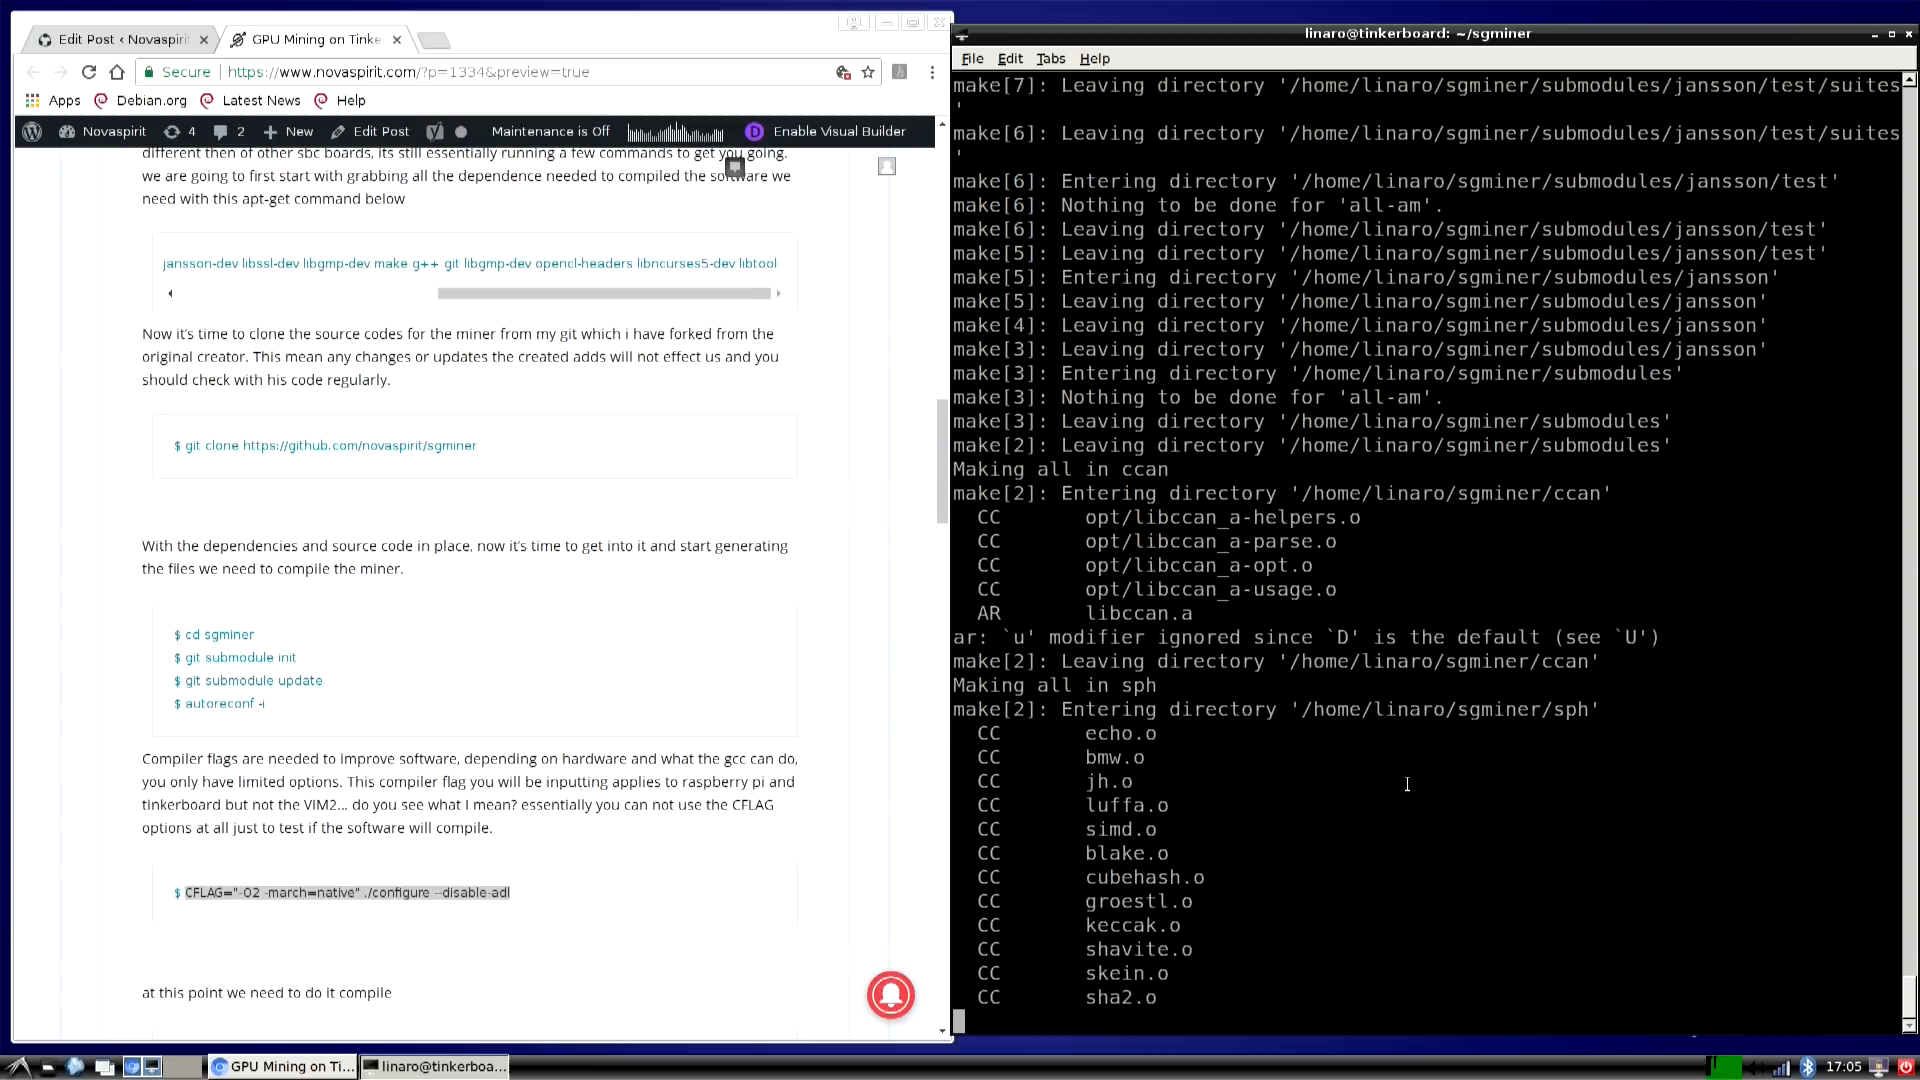 Edit Post ‹ Novaspirit
GPU Mining on Tinke
Secure
https://www.novaspirit.com/?p=1334&preview=true
Apps
Debian.org
Latest News
Help
Novaspirit
4
2
New
Edit Post
Maintenance is Off
Enable Visual Builder
different then of other sbc boards, its still essentially running a few commands to get you going.
we are going to first start with grabbing all the dependence needed to compiled the software we
need with this apt-get command below
jansson-dev libssl-dev libgmp-dev make g++ git libgmp-dev opencl-headers libncurses5-dev libtool
Now it's time to clone the source codes for the miner from my git which i have forked from the
original creator. This mean any changes or updates the created adds will not effect us and you
should check with his code regularly.
$ git clone https://github.com/novaspirit/sgminer
With the dependencies and source code in place, now it's time to get into it and start generating
the files we need to compile the miner.
$ cd sgminer
$ git submodule init
$ git submodule update
$ autoreconf -i
Compiler flags are needed to improve software, depending on hardware and what the gcc can do,
you only have limited options. This compiler flag you will be inputting applies to raspberry pi and
tinkerboard but not the VIM2... do you see what I mean? essentially you can not use the CFLAG
options at all just to test if the software will compile.
$ CFLAG="-O2 -march=native" ./configure --disable-adl
at this point we need to do it compile
linaro@tinkerboard: ~/sgminer
File Edit Tabs Help
make[7]: Leaving directory '/home/linaro/sgminer/submodules/jansson/test/suites
'
make[6]: Leaving directory '/home/linaro/sgminer/submodules/jansson/test/suites
'
make[6]: Entering directory '/home/linaro/sgminer/submodules/jansson/test'
make[6]: Nothing to be done for 'all-am'.
make[6]: Leaving directory '/home/linaro/sgminer/submodules/jansson/test'
make[5]: Leaving directory '/home/linaro/sgminer/submodules/jansson/test'
make[5]: Entering directory '/home/linaro/sgminer/submodules/jansson'
make[5]: Leaving directory '/home/linaro/sgminer/submodules/jansson'
make[4]: Leaving directory '/home/linaro/sgminer/submodules/jansson'
make[3]: Leaving directory '/home/linaro/sgminer/submodules/jansson'
make[3]: Entering directory '/home/linaro/sgminer/submodules'
make[3]: Nothing to be done for 'all-am'.
make[3]: Leaving directory '/home/linaro/sgminer/submodules'
make[2]: Leaving directory '/home/linaro/sgminer/submodules'
Making all in ccan
make[2]: Entering directory '/home/linaro/sgminer/ccan'
CC opt/libccan_a-helpers.o
CC opt/libccan_a-parse.o
CC opt/libccan_a-opt.o
CC opt/libccan_a-usage.o
AR libccan.a
ar: `u' modifier ignored since `D' is the default (see `U')
make[2]: Leaving directory '/home/linaro/sgminer/ccan'
Making all in sph
make[2]: Entering directory '/home/linaro/sgminer/sph'
CC echo.o
CC bmw.o
CC jh.o
CC luffa.o
CC simd.o
CC blake.o
CC cubehash.o
CC groestl.o
CC keccak.o
CC shavite.o
CC skein.o
CC sha2.o
GPU Mining on Ti...
linaro@tinkerboa...
17:05